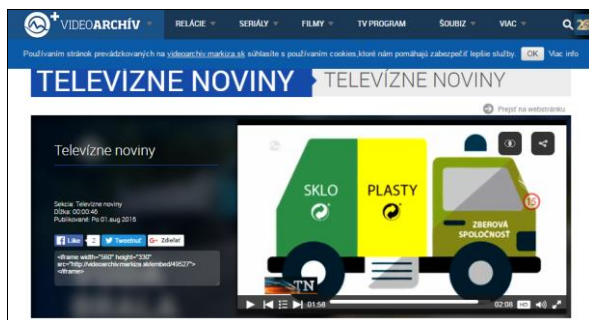 VIDEOARCHÍV RELÁCIE SERIÁLY FILMY TV PROGRAM ŠOUBIZ VIAC
Používaním stránok prevádzkovaných na videoarchiv.markiza.sk súhlasíte s používaním cookies,ktoré nám pomáhajú zabezpečiť lepšie služby. OK Viac info
TELEVÍZNE NOVINY TELEVÍZNE NOVINY
Prejsť na webstránku
Televízne noviny
Sekcia: Televízne noviny
Dĺžka: 00:00:46
Publikované: Po 01.aug 2016
Like 2 Tweetnuť G+ Zdieľať
<iframe width="560" height="330"
src="http://videoarchiv.markiza.sk/embed/49527">
</iframe>
SKLO PLASTY
ZBEROVÁ
SPOLOČNOSŤ
TN
01:58 02:08 HD